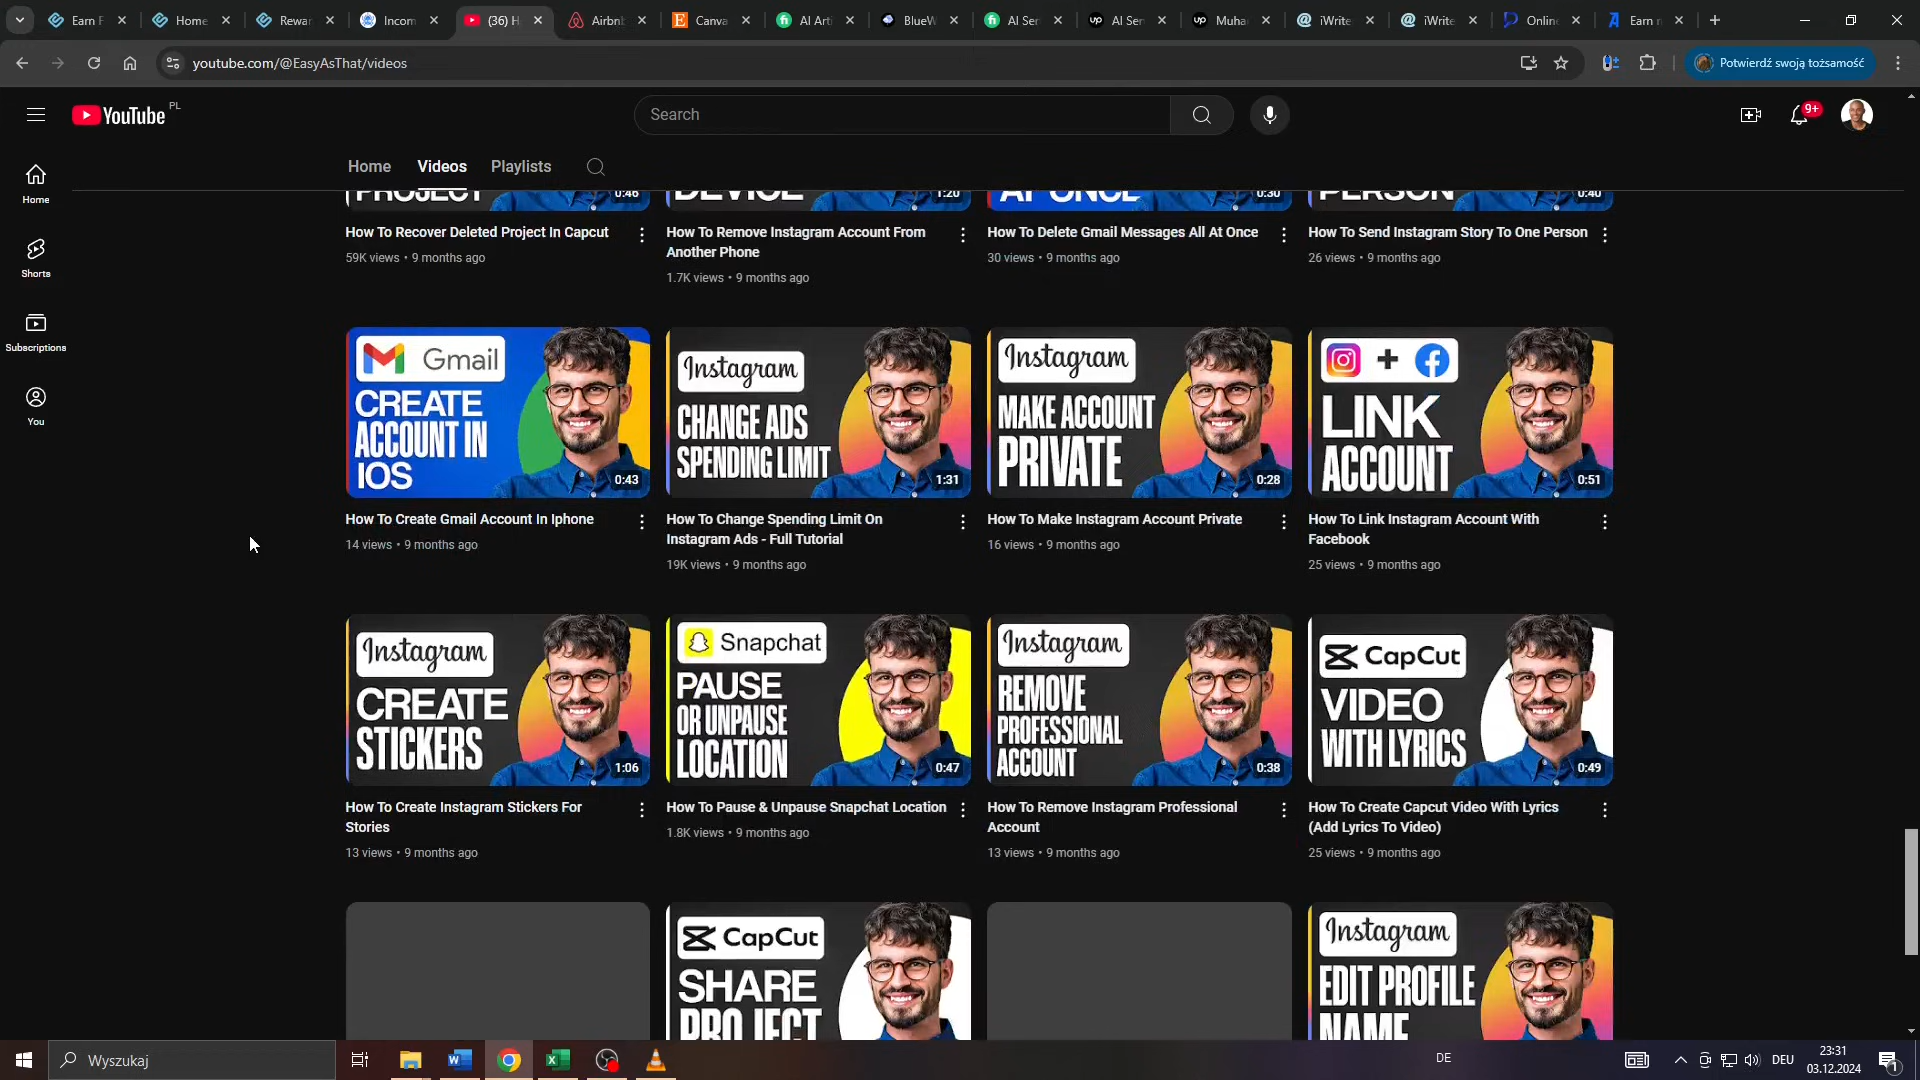 Earn F
Home
Rewar
Incom
(36) H
Airbnb
Canva
AI Arti
BlueW
AI Ser
AI Ser
Muha
iWrite
iWrite
Onlin
Earn n
youtube.com/@EasyAsThat/videos
Potwierdź swoją tożsamość
YouTube PL
Search
9+
Home
Videos
Playlists
Home
Shorts
Subscriptions
You
PROJECT
0:46
DEVICE
1:20
AT ONCE
0:30
PERSON
0:40
How To Recover Deleted Project In Capcut
59K views • 9 months ago
How To Remove Instagram Account From
Another Phone
1.7K views • 9 months ago
How To Delete Gmail Messages All At Once
30 views • 9 months ago
How To Send Instagram Story To One Person
26 views • 9 months ago
Gmail
CREATE
ACCOUNT IN
IOS
0:43
Instagram
CHANGE ADS
SPENDING LIMIT
1:31
Instagram
MAKE ACCOUNT
PRIVATE
0:28
+
LINK
ACCOUNT
0:51
How To Create Gmail Account In Iphone
14 views • 9 months ago
How To Change Spending Limit On
Instagram Ads - Full Tutorial
19K views • 9 months ago
How To Make Instagram Account Private
16 views • 9 months ago
How To Link Instagram Account With
Facebook
25 views • 9 months ago
Instagram
CREATE
STICKERS
1:06
Snapchat
PAUSE
OR UNPAUSE
LOCATION
0:47
Instagram
REMOVE
PROFESSIONAL
ACCOUNT
0:38
CapCut
VIDEO
WITH LYRICS
0:49
How To Create Instagram Stickers For
Stories
13 views • 9 months ago
How To Pause & Unpause Snapchat Location
1.8K views • 9 months ago
How To Remove Instagram Professional
Account
13 views • 9 months ago
How To Create Capcut Video With Lyrics
(Add Lyrics To Video)
25 views • 9 months ago
CapCut
SHARE
PROJECT
Instagram
EDIT PROFILE
NAME
Wyszukaj
DE
DEU
23:31
03.12.2024
1